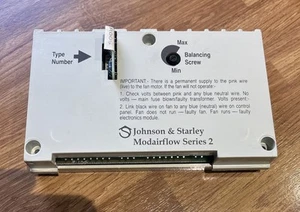 Type
Number
Max
Balancing
Screw
Min
IMPORTANT:- There is a permanent supply to the pink wire
(live) to the fan motor. If the fan will not operate -
1. Check volts between pink and any blue neutral wire. No
volts — main fuse blown/faulty transformer. Volts present:-
2. Link black wire on fan to any blue (neutral) wire on control
panel. Fan does not run — faulty fan. Fan runs — faulty
electronics module.
Johnson & Starley
Modairflow Series 2